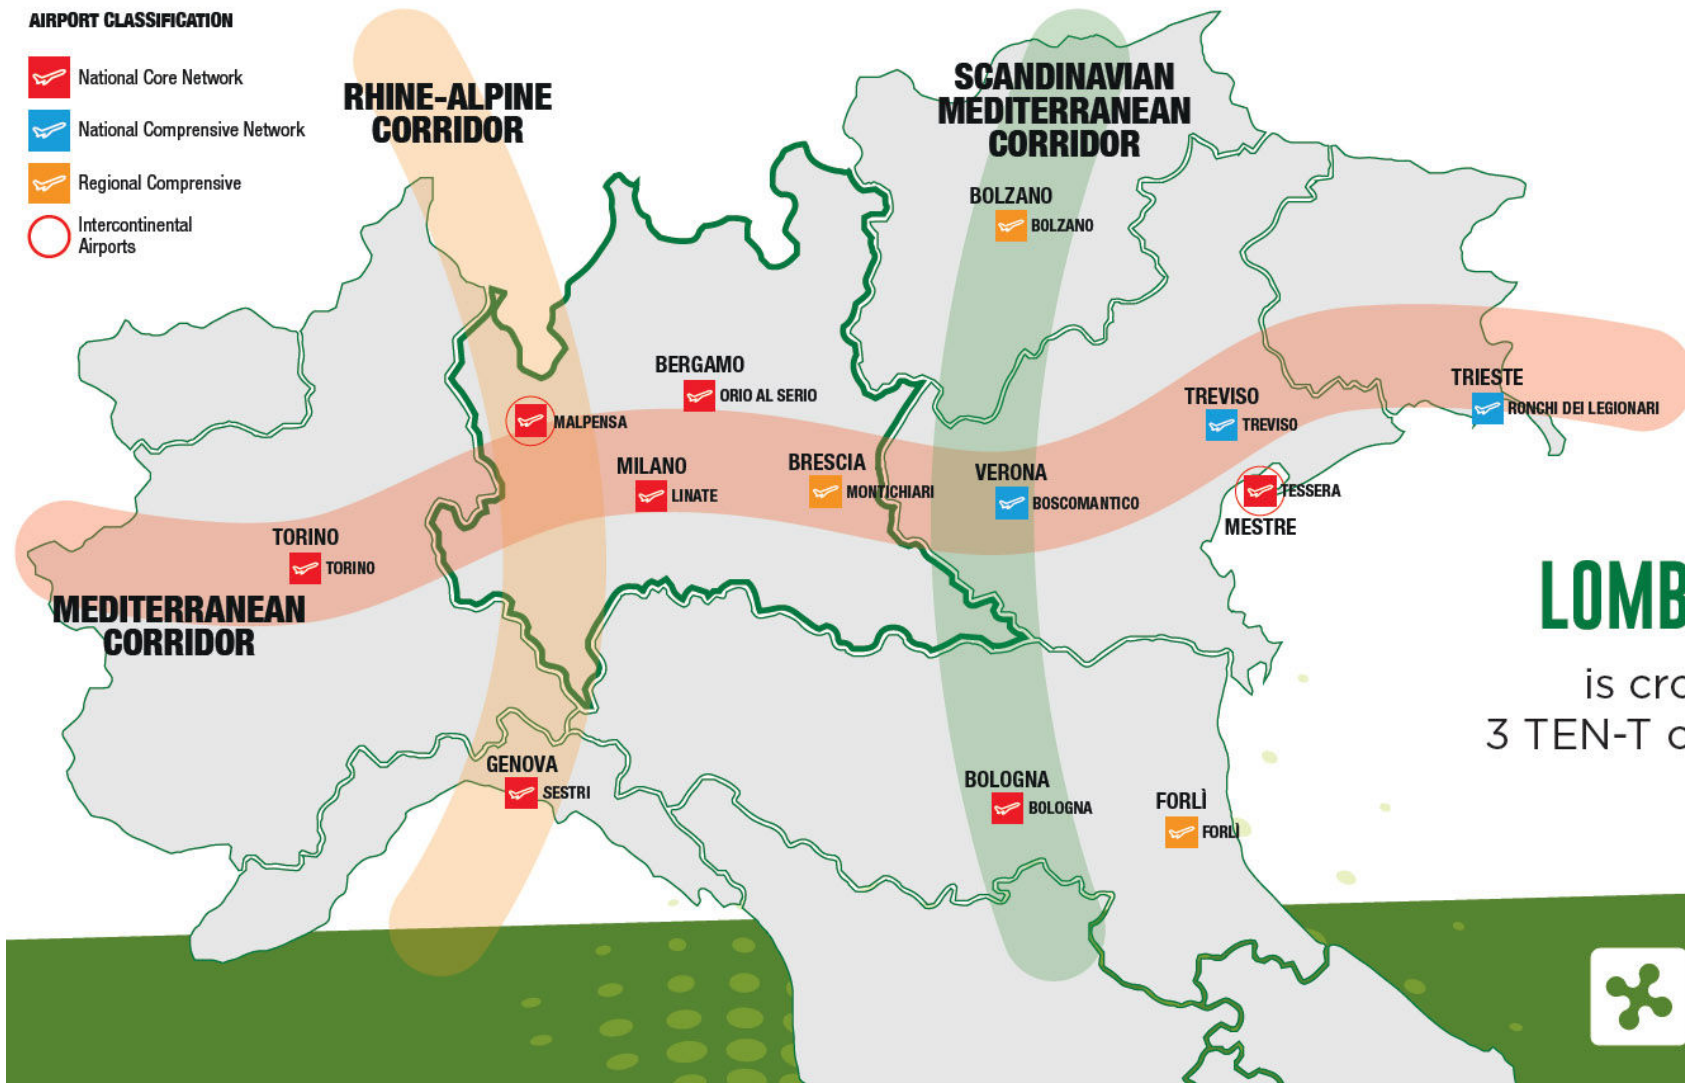 AIRPORT CLASSIFICATION
National Core Network
National Comprensive Network
Regional Comprensive
Intercontinental
Airports
RHINE-ALPINE
CORRIDOR
SCANDINAVIAN
MEDITERRANEAN
CORRIDOR
BOLZANO
BOLZANO
BERGAMO
ORIO AL SERIO
MALPENSA
MILANO
LINATE
BRESCIA
MONTICHIARI
VERONA
BOSCOMANTICO
TREVISO
TREVISO
TRIESTE
RONCHI DEI LEGIONARI
TESSERA
MESTRE
TORINO
TORINO
MEDITERRANEAN
CORRIDOR
LOMB
is cro
3 TEN-T c
GENOVA
SESTRI
BOLOGNA
BOLOGNA
FORLÌ
FORLÌ